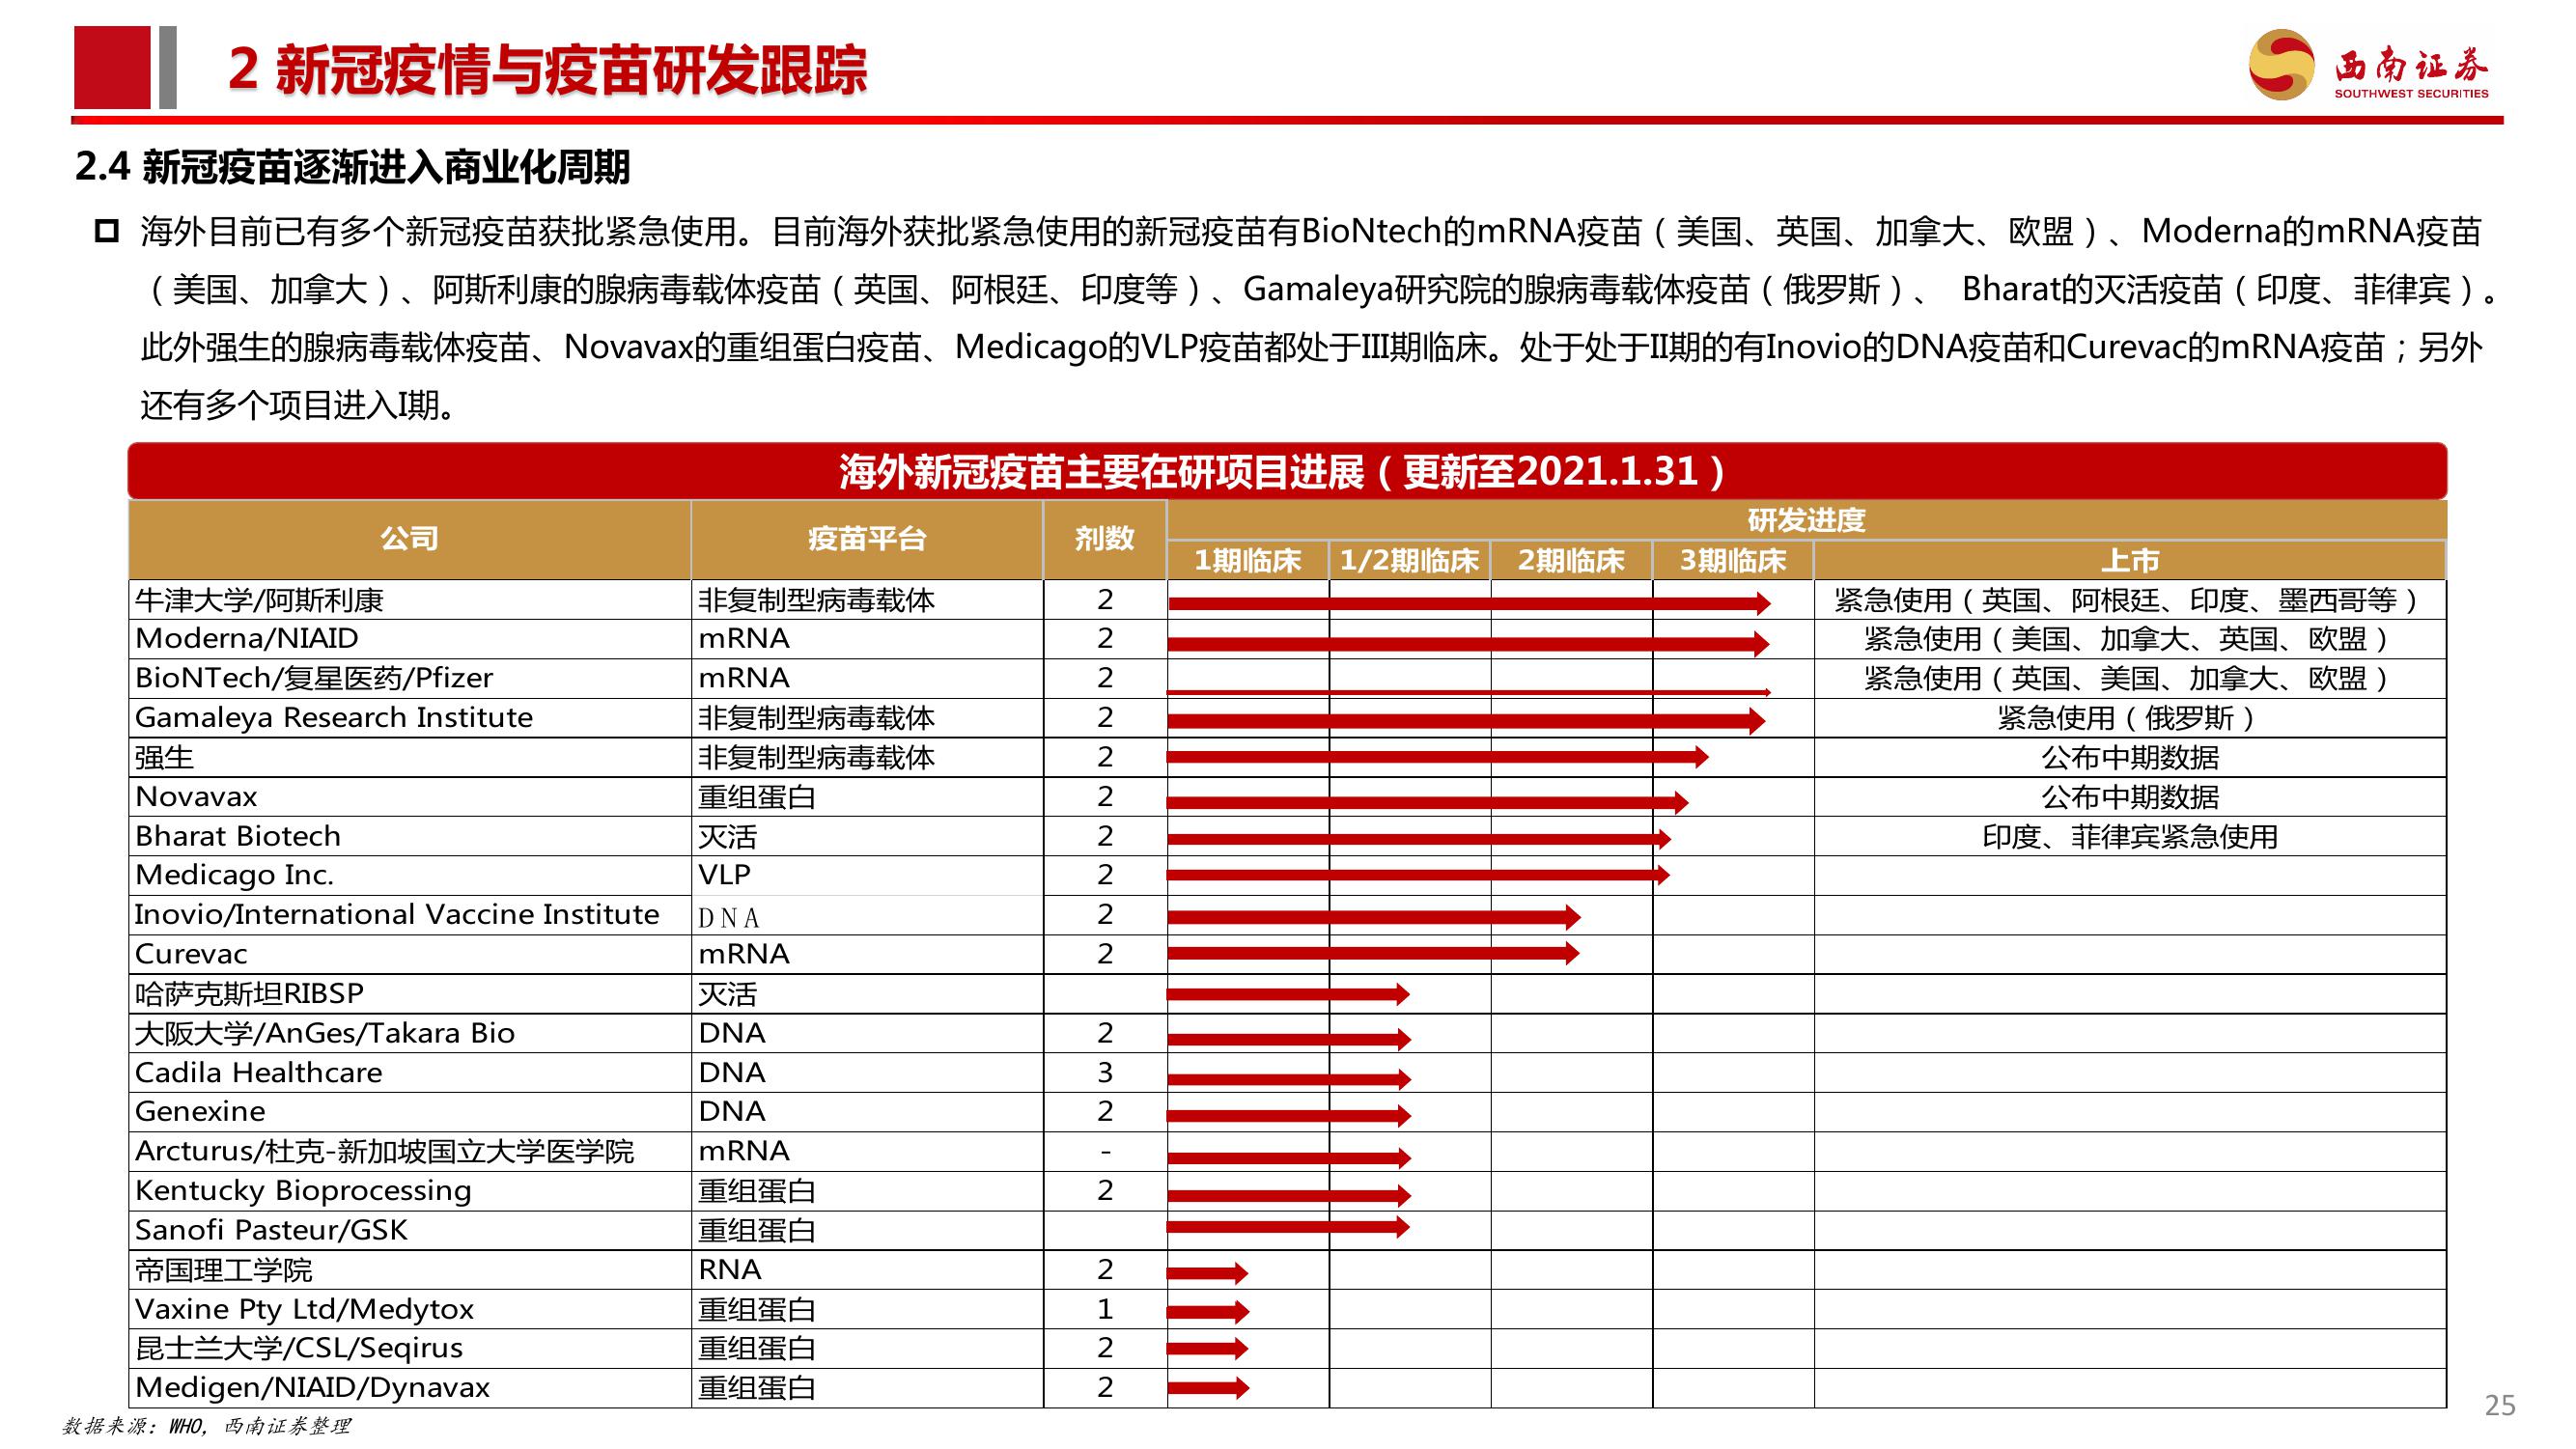 2 新冠疫情与疫苗研发跟踪
西南证券
SOUTHWEST SECURITIES
2.4 新冠疫苗逐渐进入商业化周期
海外目前已有多个新冠疫苗获批紧急使用。目前海外获批紧急使用的新冠疫苗有BioNtech的mRNA疫苗（美国、英国、加拿大、欧盟）、Moderna的mRNA疫苗
（美国、加拿大）、阿斯利康的腺病毒载体疫苗（英国、阿根廷、印度等）、Gamaleya研究院的腺病毒载体疫苗（俄罗斯）、 Bharat的灭活疫苗（印度、菲律宾）。
此外强生的腺病毒载体疫苗、Novavax的重组蛋白疫苗、Medicago的VLP疫苗都处于III期临床。处于处于II期的有Inovio的DNA疫苗和Curevac的mRNA疫苗；另外
还有多个项目进入I期。
海外新冠疫苗主要在研项目进展（更新至2021.1.31）
公司 疫苗平台 剂数 研发进度
1期临床 1/2期临床 2期临床 3期临床 上市
牛津大学/阿斯利康 非复制型病毒载体 2 紧急使用（英国、阿根廷、印度、墨西哥等）
Moderna/NIAID mRNA 2 紧急使用（美国、加拿大、英国、欧盟）
BioNTech/复星医药/Pfizer mRNA 2 紧急使用（英国、美国、加拿大、欧盟）
Gamaleya Research Institute 非复制型病毒载体 2 紧急使用（俄罗斯）
强生 非复制型病毒载体 2 公布中期数据
Novavax 重组蛋白 2 公布中期数据
Bharat Biotech 灭活 2 印度、菲律宾紧急使用
Medicago Inc. VLP 2
Inovio/International Vaccine Institute DNA 2
Curevac mRNA 2
哈萨克斯坦RIBSP 灭活
大阪大学/AnGes/Takara Bio DNA 2
Cadila Healthcare DNA 3
Genexine DNA 2
Arcturus/杜克-新加坡国立大学医学院 mRNA -
Kentucky Bioprocessing 重组蛋白 2
Sanofi Pasteur/GSK 重组蛋白
帝国理工学院 RNA 2
Vaxine Pty Ltd/Medytox 重组蛋白 1
昆士兰大学/CSL/Seqirus 重组蛋白 2
Medigen/NIAID/Dynavax 重组蛋白 2
数据来源：WHO，西南证券整理
25